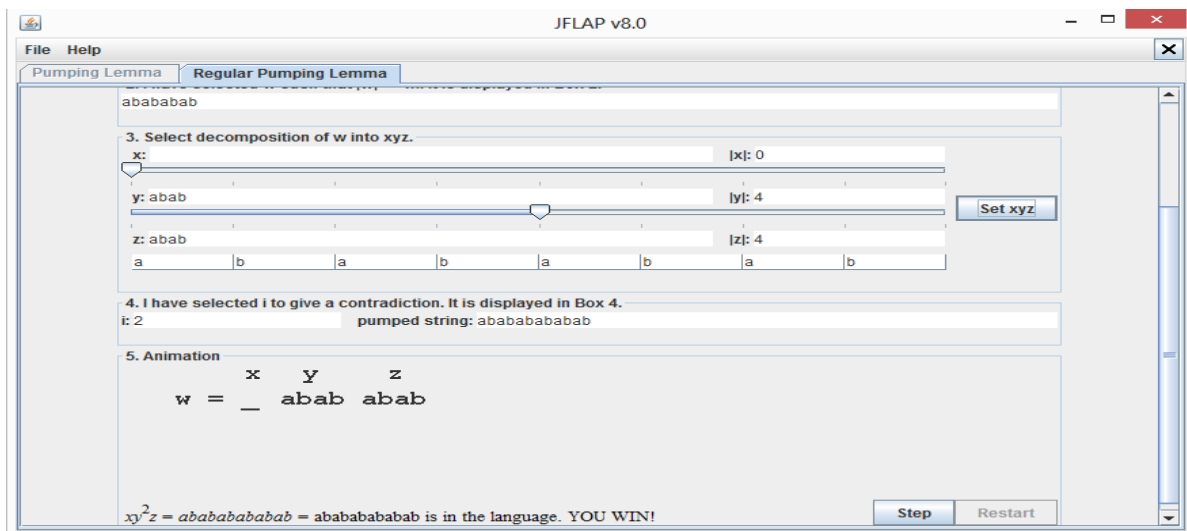 JFLAP v8.0
File Help
Pumping Lemma Regular Pumping Lemma
abababab
3. Select decomposition of w into xyz.
x: |x|: 0
y: abab |y|: 4
Set xyz
z: abab |z|: 4
a b a b a b a b
4. I have selected i to give a contradiction. It is displayed in Box 4.
i: 2 pumped string: abababababab
5. Animation
x y z
w = _ abab abab
xy²z = abababababab = abababababab is in the language. YOU WIN!
Step Restart